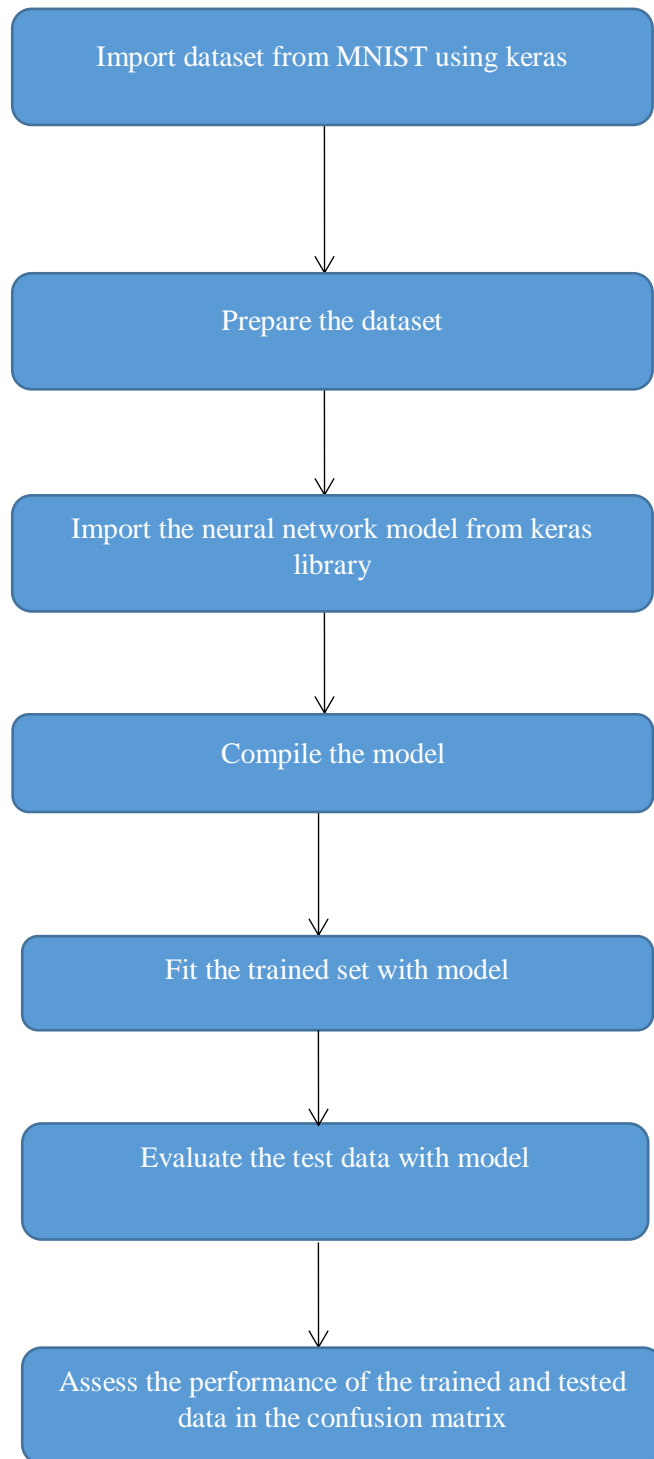 Import dataset from MNIST using keras
Prepare the dataset
Import the neural network model from keras
library
Compile the model
Fit the trained set with model
Evaluate the test data with model
Assess the performance of the trained and tested
data in the confusion matrix